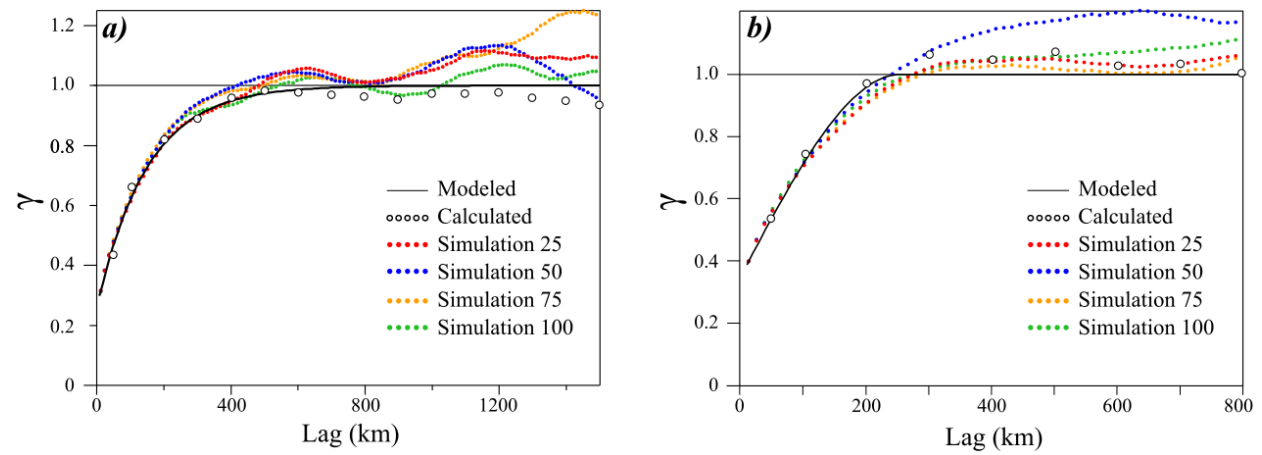 a)
1.2
1.0
0.8
0.6
0.4
0.2
0
γ
Modeled
Calculated
Simulation 25
Simulation 50
Simulation 75
Simulation 100
0 400 800 1200
Lag (km)
b)
1.0
0.8
0.6
0.4
0.2
0
γ
Modeled
Calculated
Simulation 25
Simulation 50
Simulation 75
Simulation 100
0 200 400 600 800
Lag (km)